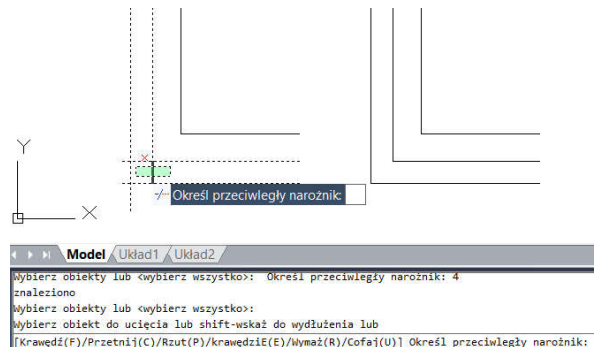 Y
X
Określ przeciwległy narożnik:
Model Układ1 Układ2
Wybierz obiekty lub <wybierz wszystko>: Określ przeciwległy narożnik: 4
znaleziono
Wybierz obiekty lub <wybierz wszystko>:
Wybierz obiekt do ucięcia lub shift-wskaż do wydłużenia lub
[Krawędź(F)/Przetnij(C)/Rzut(P)/krawędziE(E)/Wymaż(R)/Cofaj(U)] Określ przeciwległy narożnik: